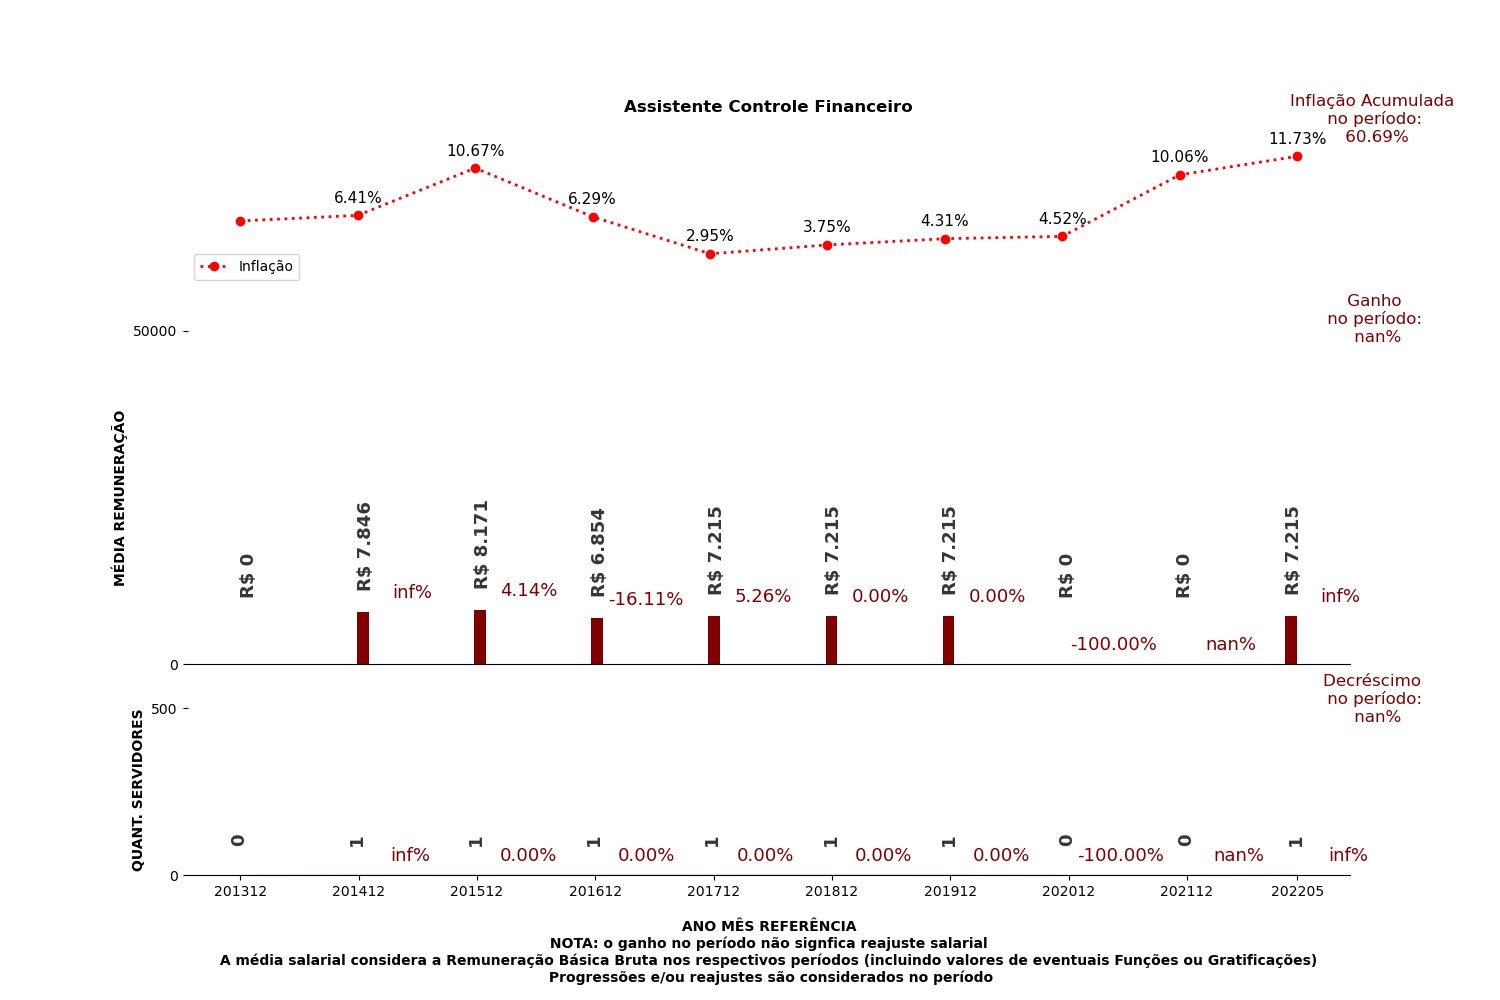 Assistente Controle Financeiro
Inflação Acumulada
no período:
60.69%
6.41%
10.67%
6.29%
2.95%
3.75%
4.31%
4.52%
10.06%
11.73%
Inflação
Ganho
no período:
nan%
50000
0
MÉDIA REMUNERAÇÃO
R$ 0
R$ 7.846
R$ 8.171
R$ 6.854
R$ 7.215
R$ 7.215
R$ 7.215
R$ 0
R$ 0
R$ 7.215
inf%
4.14%
-16.11%
5.26%
0.00%
0.00%
-100.00%
nan%
inf%
Decréscimo
no período:
nan%
500
0
QUANT. SERVIDORES
0
1
1
1
1
1
1
0
0
1
inf%
0.00%
0.00%
0.00%
0.00%
0.00%
-100.00%
nan%
inf%
201312
201412
201512
201612
201712
201812
201912
202012
202112
202205
ANO MÊS REFERÊNCIA
NOTA: o ganho no período não signfica reajuste salarial
A média salarial considera a Remuneração Básica Bruta nos respectivos períodos (incluindo valores de eventuais Funções ou Gratificações)
Progressões e/ou reajustes são considerados no período